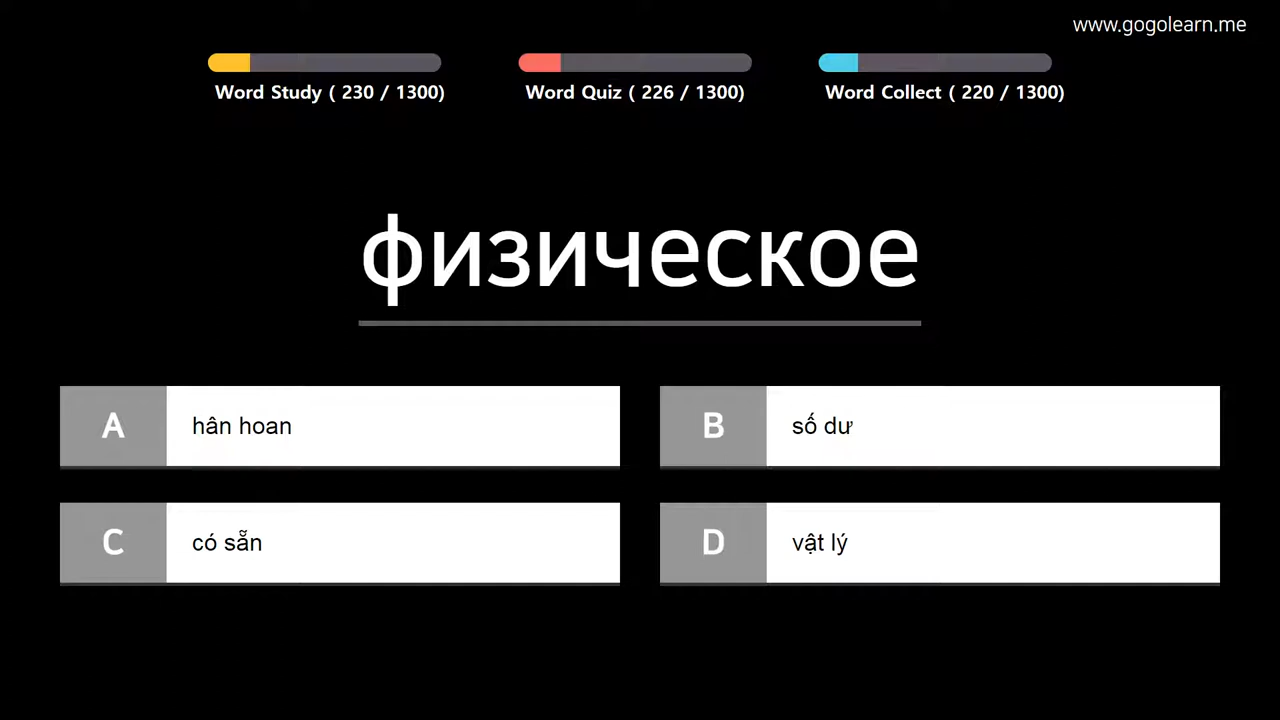 www.gogolearn.me
Word Study ( 230 / 1300)
Word Quiz ( 226 / 1300)
Word Collect ( 220 / 1300)
физическое
A hân hoan
B số dư
C có sẵn
D vật lý